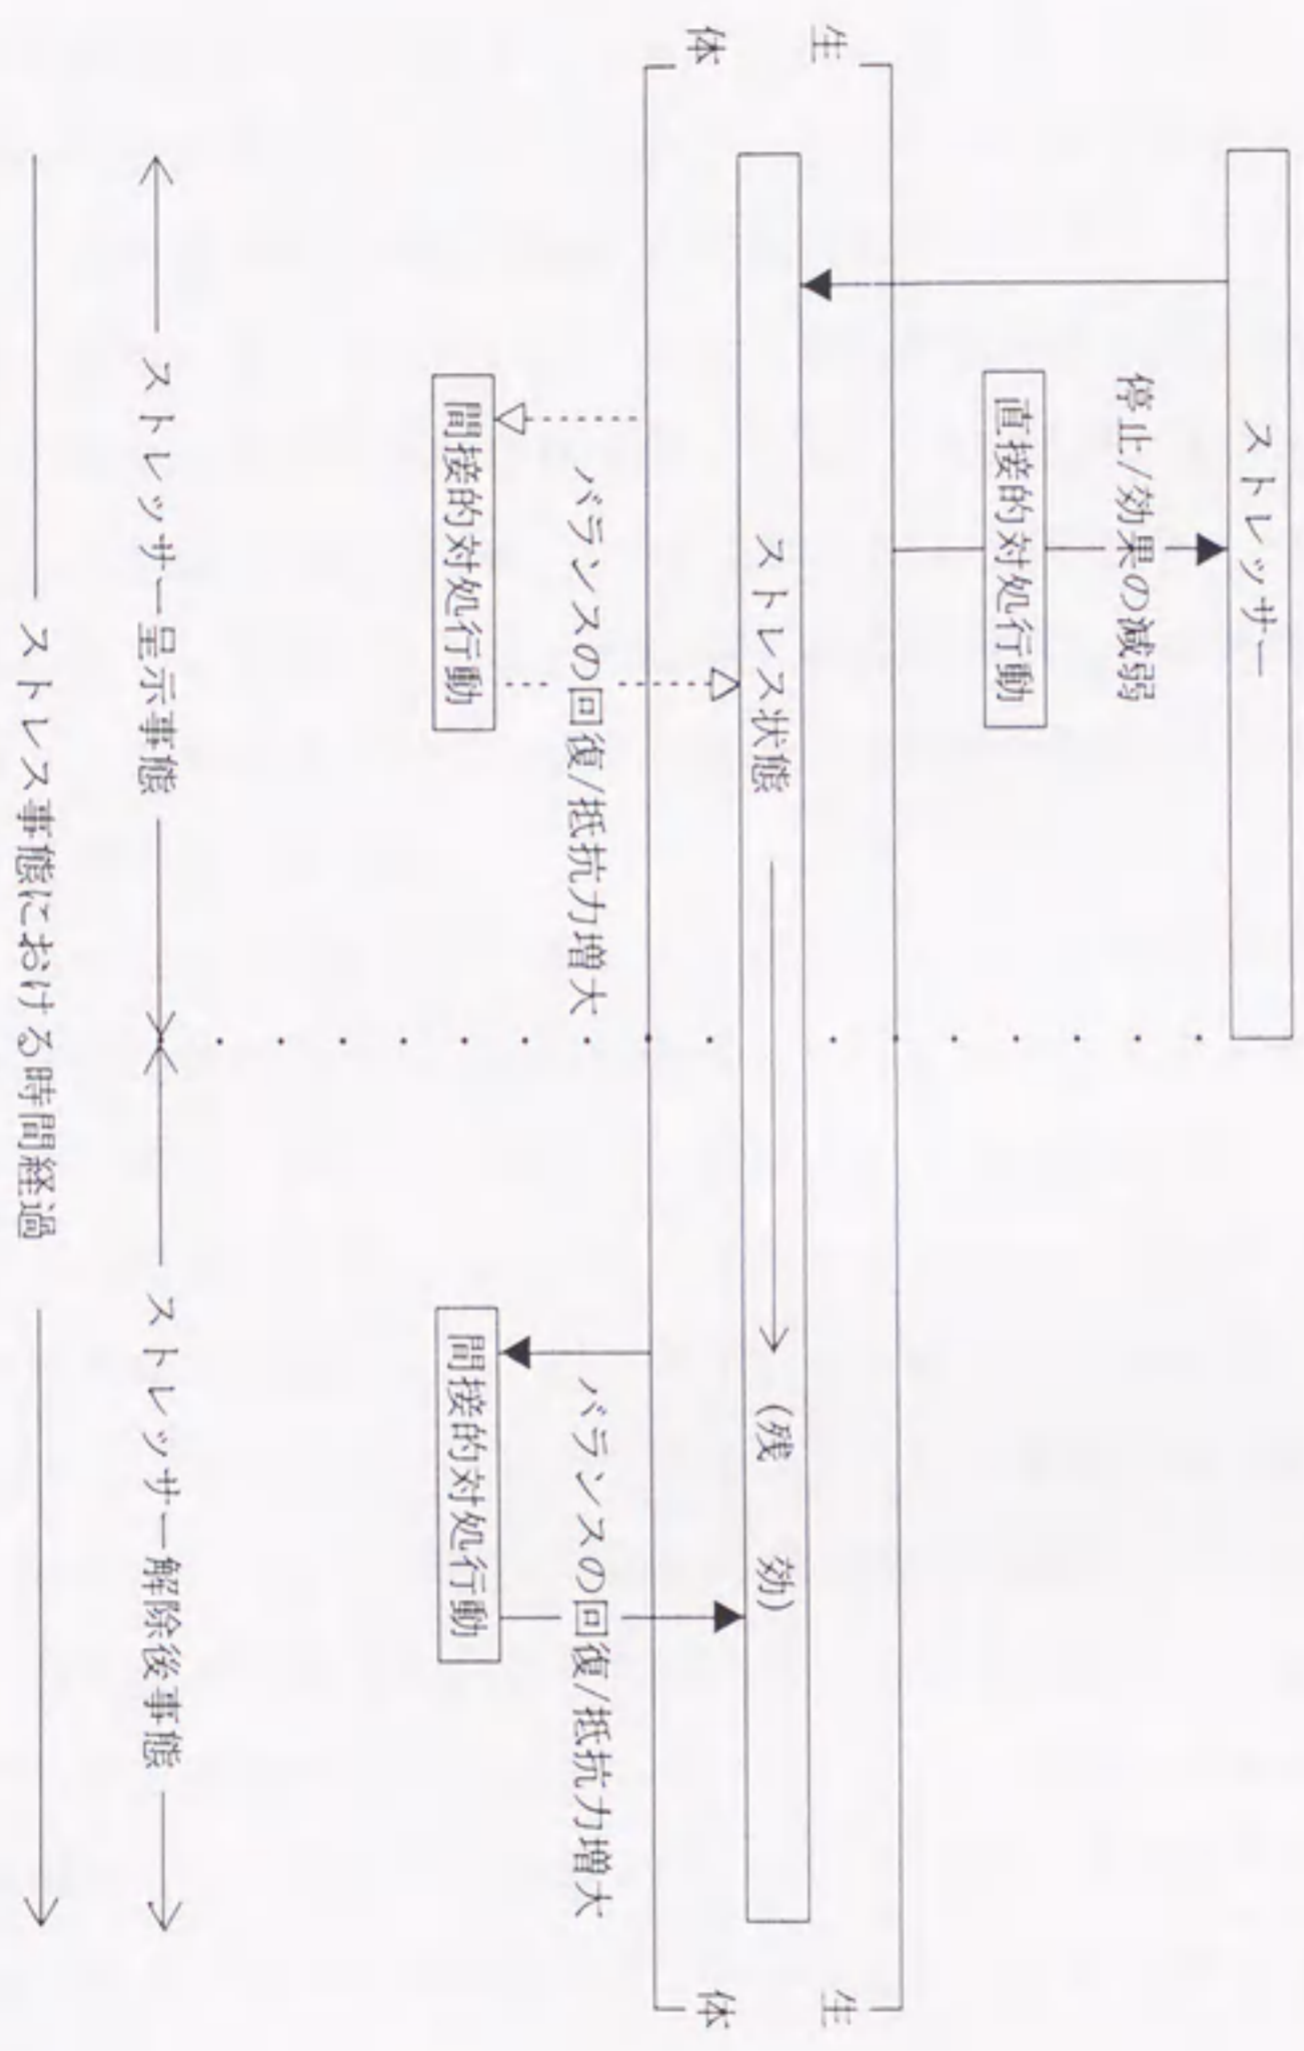 ストレッサー
停止/効果の減弱
直接的対処行動
生
生
体
体
ストレス状態
(残 効)
バランスの回復/抵抗力増大
バランスの回復/抵抗力増大
間接的対処行動
間接的対処行動
ストレッサー呈示事態
ストレッサー解除後事態
ストレス事態における時間経過